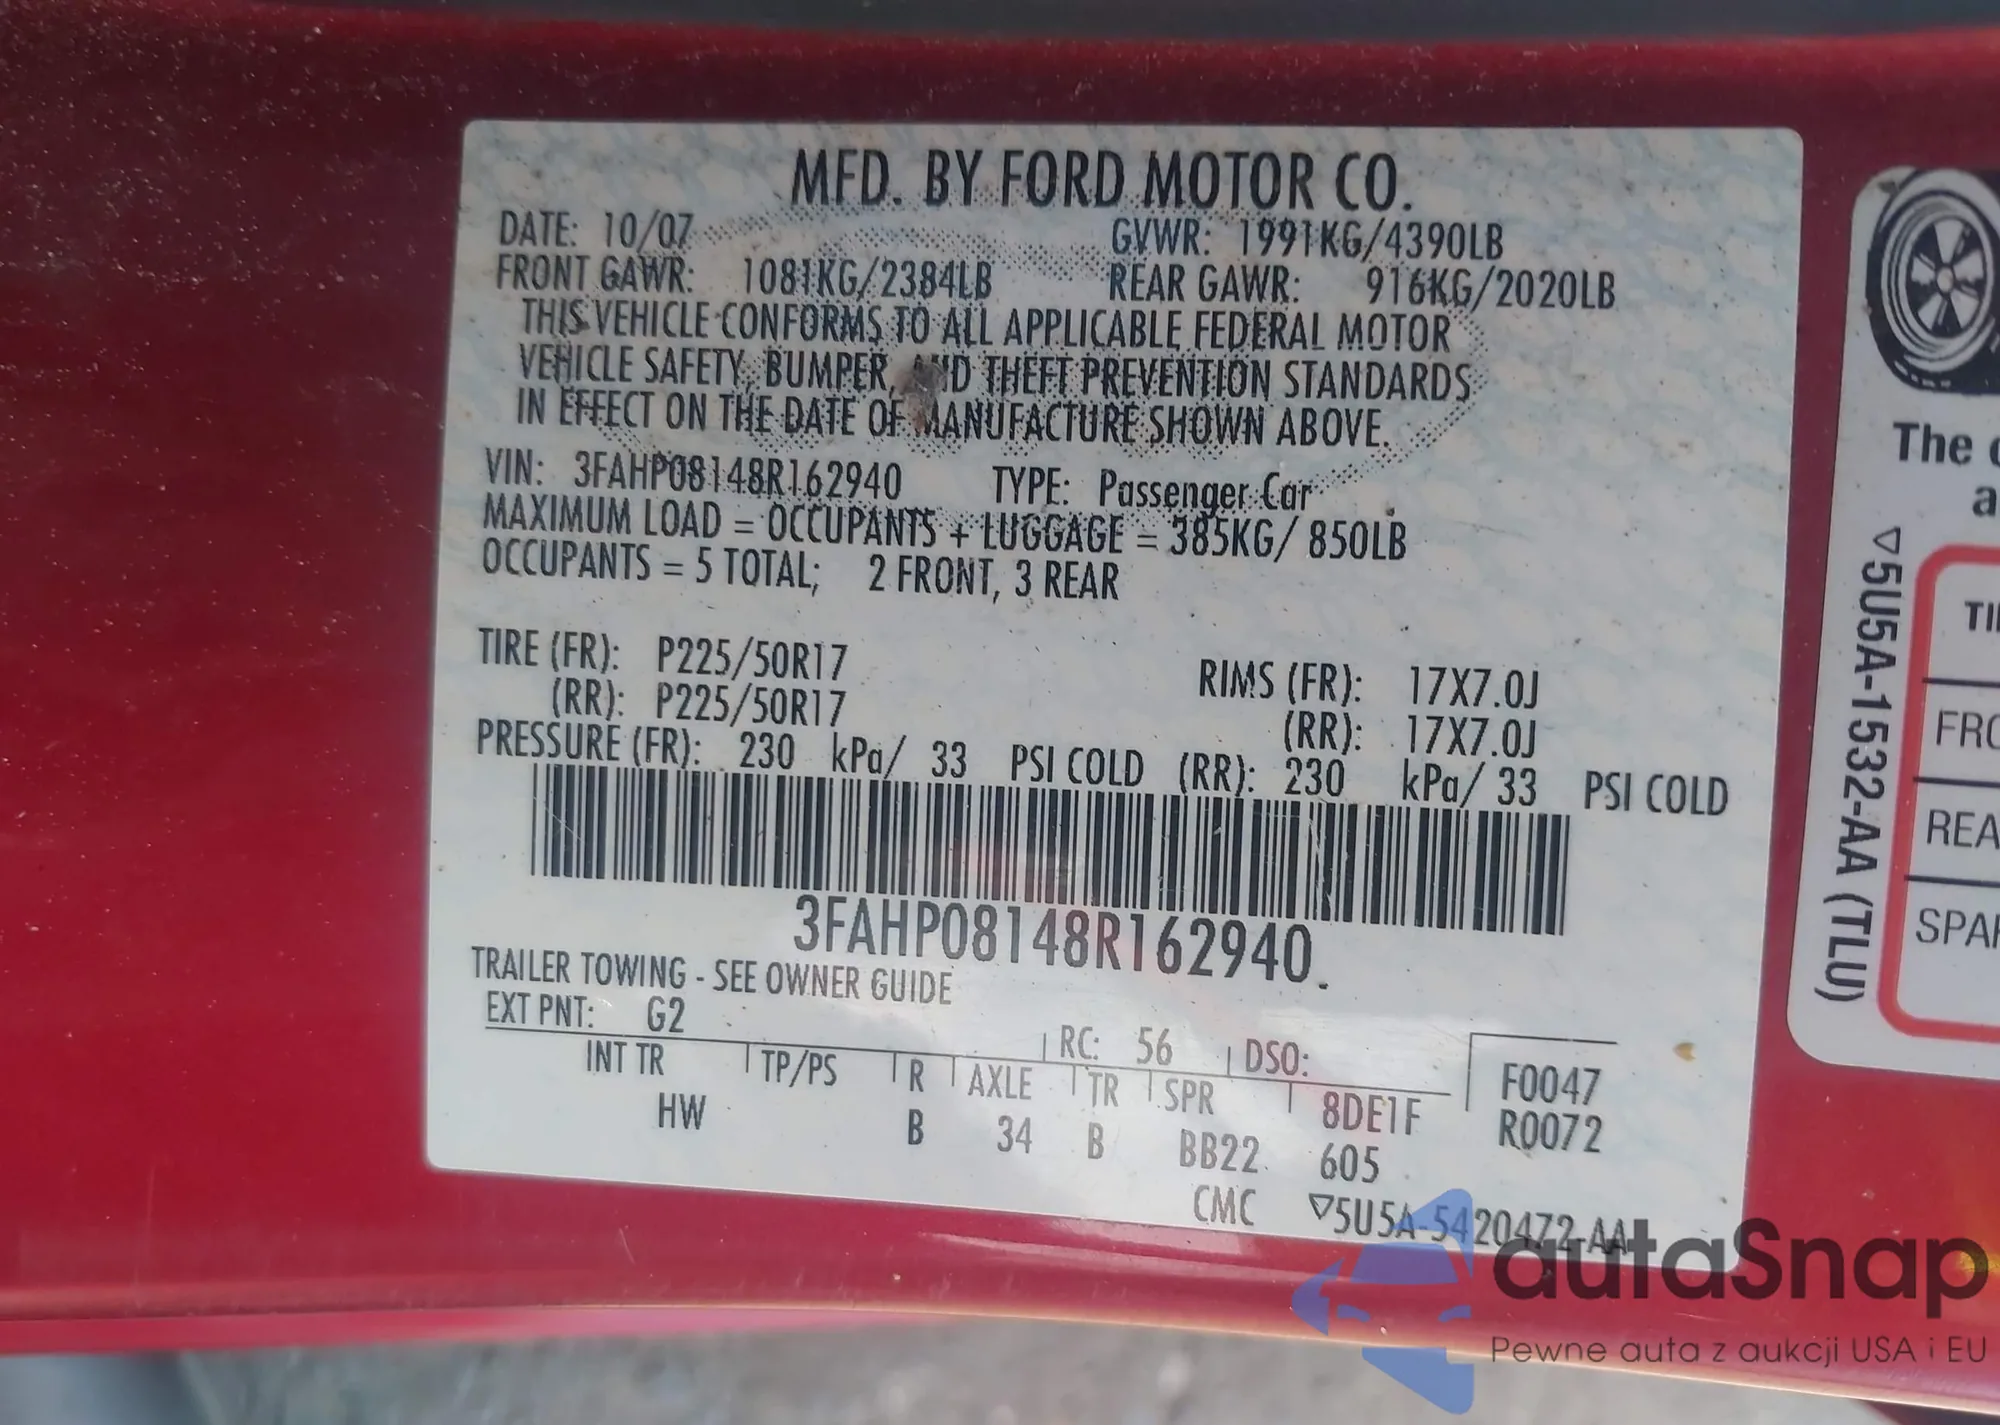 MFD. BY FORD MOTOR CO.
DATE: 10/07 GVWR: 1991KG/4390LB
FRONT GAWR: 1081KG/2384LB REAR GAWR: 916KG/2020LB
THIS VEHICLE CONFORMS TO ALL APPLICABLE FEDERAL MOTOR
VEHICLE SAFETY, BUMPER, AND THEFT PREVENTION STANDARDS
IN EFFECT ON THE DATE OF MANUFACTURE SHOWN ABOVE.
VIN: 3FAHP08148R162940 TYPE: Passenger Car
MAXIMUM LOAD = OCCUPANTS + LUGGAGE = 385KG/ 850LB
OCCUPANTS = 5 TOTAL; 2 FRONT, 3 REAR
TIRE (FR): P225/50R17 RIMS (FR): 17X7.0J
(RR): P225/50R17 (RR): 17X7.0J
PRESSURE (FR): 230 kPa/ 33 PSI COLD (RR): 230 kPa/ 33 PSI COLD
3FAHP08148R162940
TRAILER TOWING - SEE OWNER GUIDE
EXT PNT: G2 RC: 56 DSO:
INT TR TP/PS R AXLE TR SPR 8DE1F F0047
HW B 34 B BB22 605 R0072
CMC ▽5U5A-5420472-AA
The
▽5U5A-1532-AA (TLU)
autaSnap
Pewne auta z aukcji USA i EU